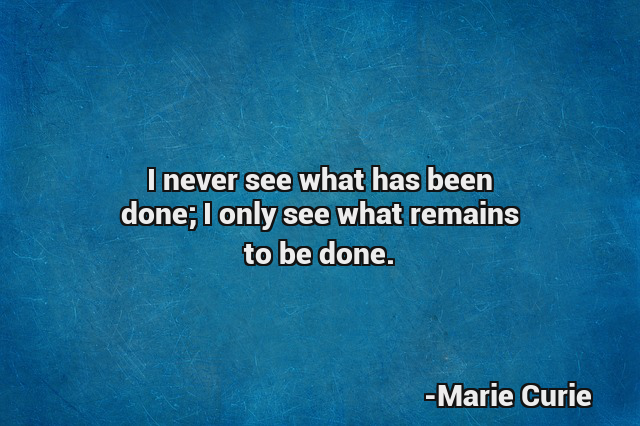 I never see what has been
done; I only see what remains
to be done.
-Marie Curie